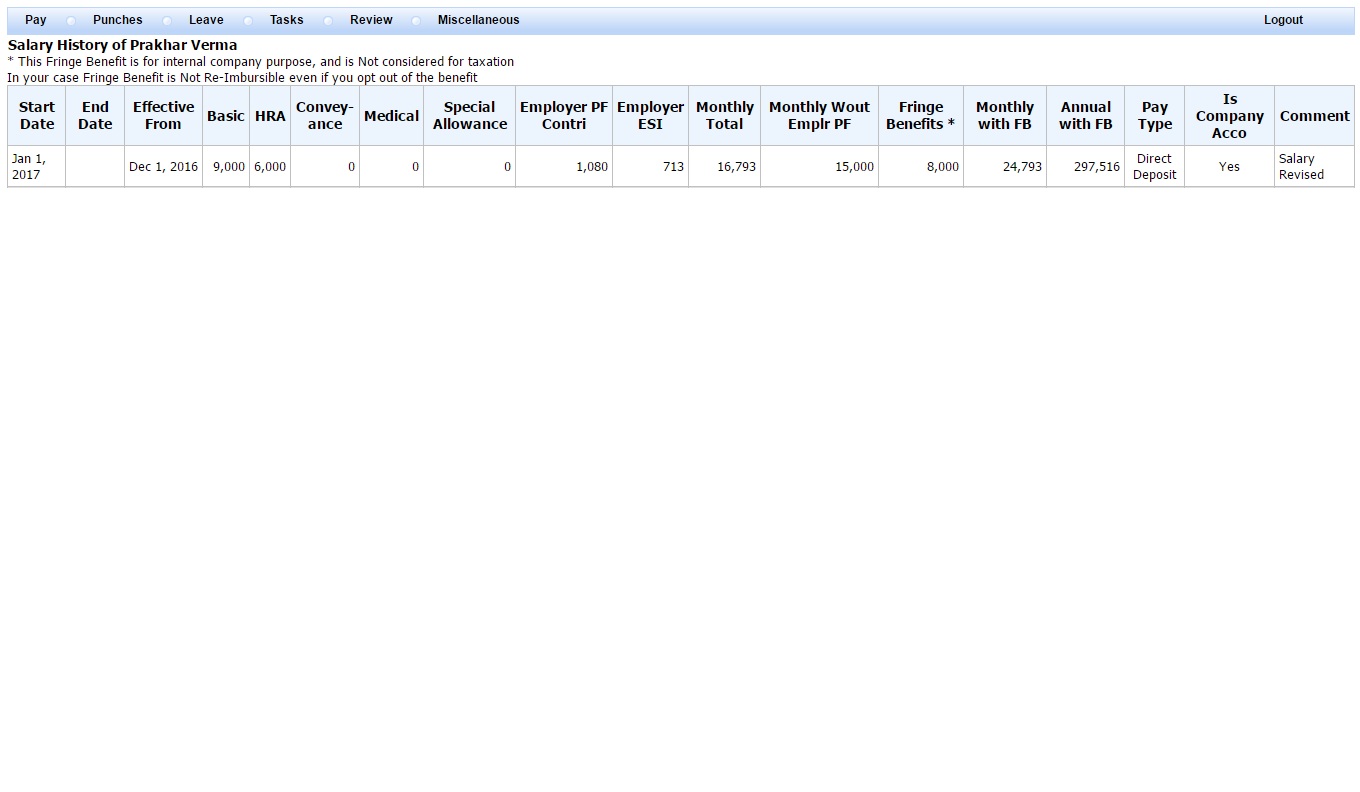 Pay Punches Leave Tasks Review Miscellaneous Logout
Salary History of Prakhar Verma
* This Fringe Benefit is for internal company purpose, and is Not considered for taxation
In your case Fringe Benefit is Not Re-Imbursible even if you opt out of the benefit
Start Date End Date Effective From Basic HRA Convey-ance Medical Special Allowance Employer PF Contri Employer ESI Monthly Total Monthly Wout Emplr PF Fringe Benefits * Monthly with FB Annual with FB Pay Type Is Company Acco Comment
Jan 1, 2017 Dec 1, 2016 9,000 6,000 0 0 0 1,080 713 16,793 15,000 8,000 24,793 297,516 Direct Deposit Yes Salary Revised